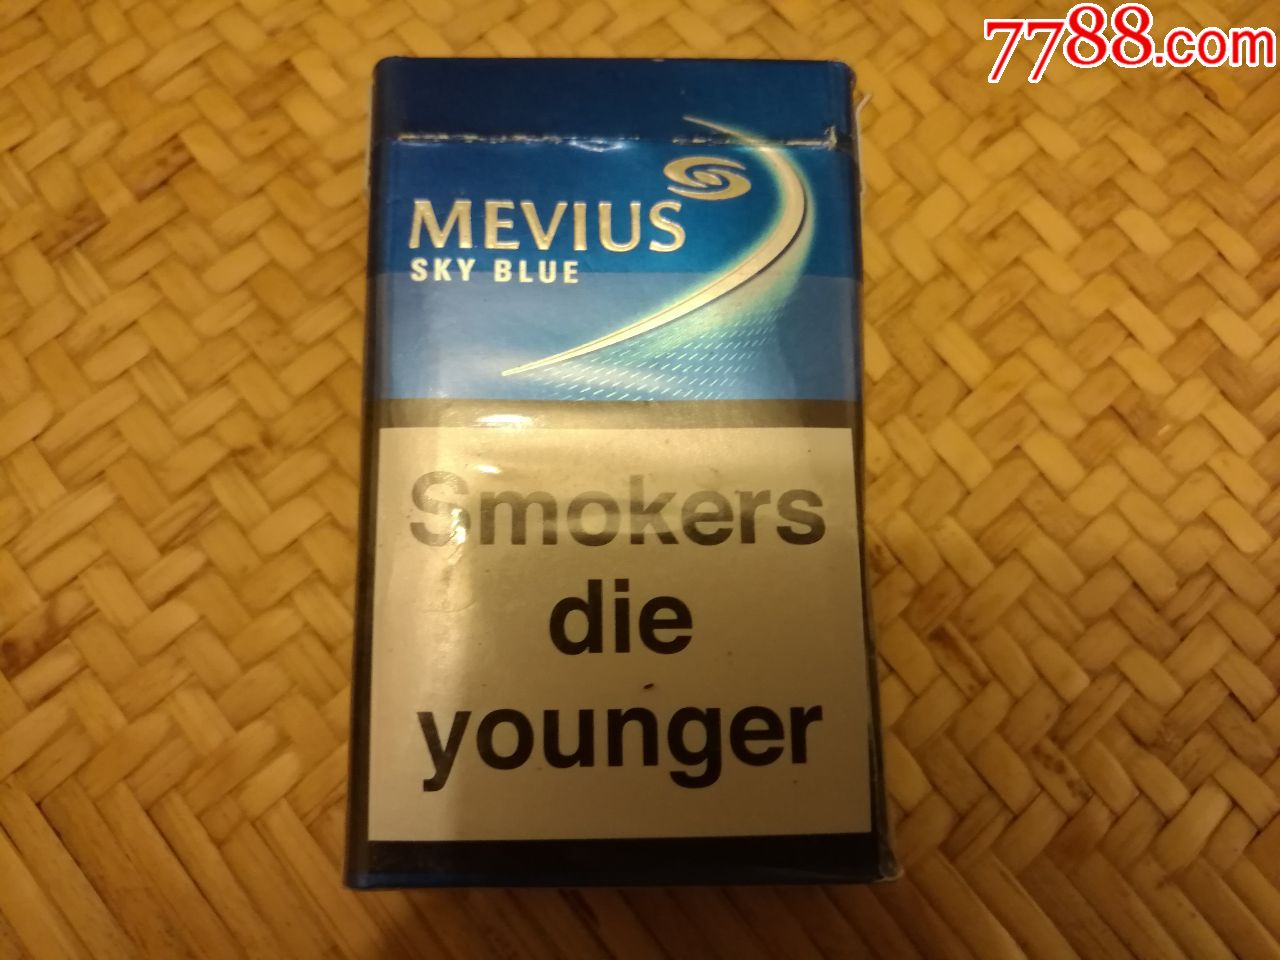 7788.com
MEVIUS
SKY BLUE
Smokers
die
younger